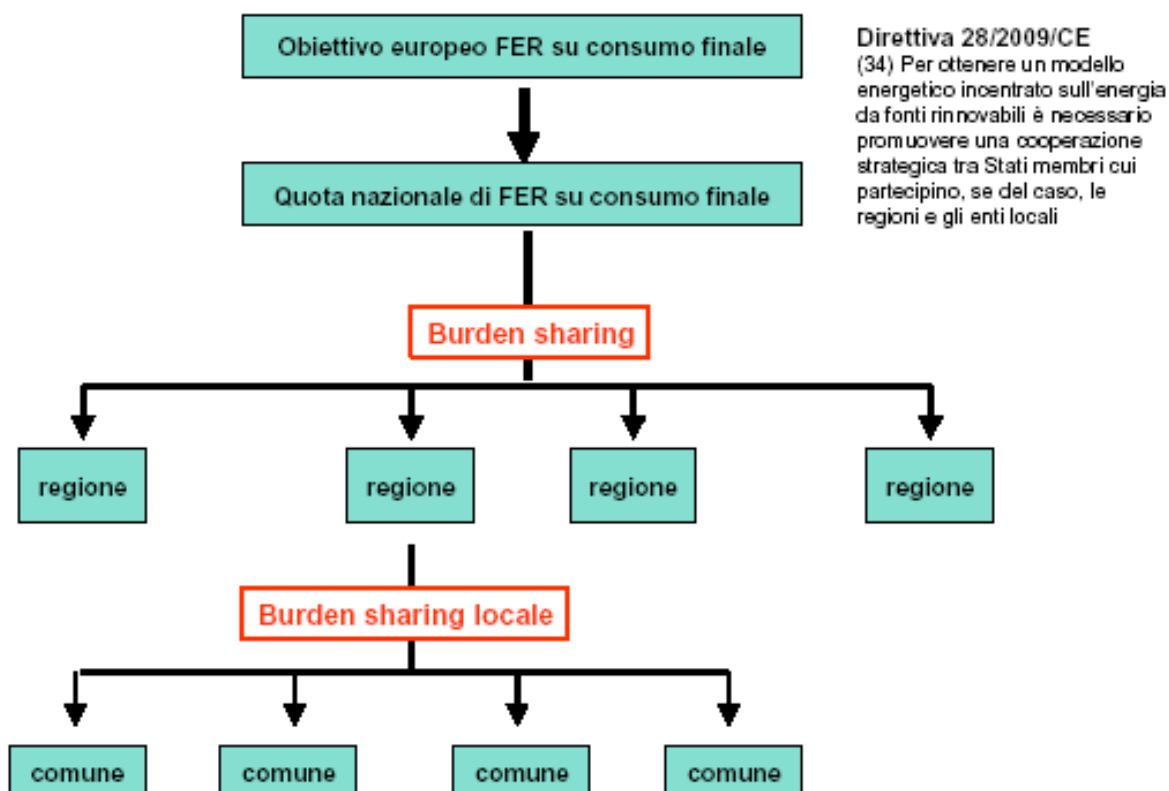 Obiettivo europeo FER su consumo finale
Direttiva 28/2009/CE
(34) Per ottenere un modello
energetico incentrato sull'energia
da fonti rinnovabili è necessario
promuovere una cooperazione
strategica tra Stati membri cui
partecipino, se del caso, le
regioni e gli enti locali
Quota nazionale di FER su consumo finale
Burden sharing
regione
regione
regione
regione
Burden sharing locale
comune
comune
comune
comune